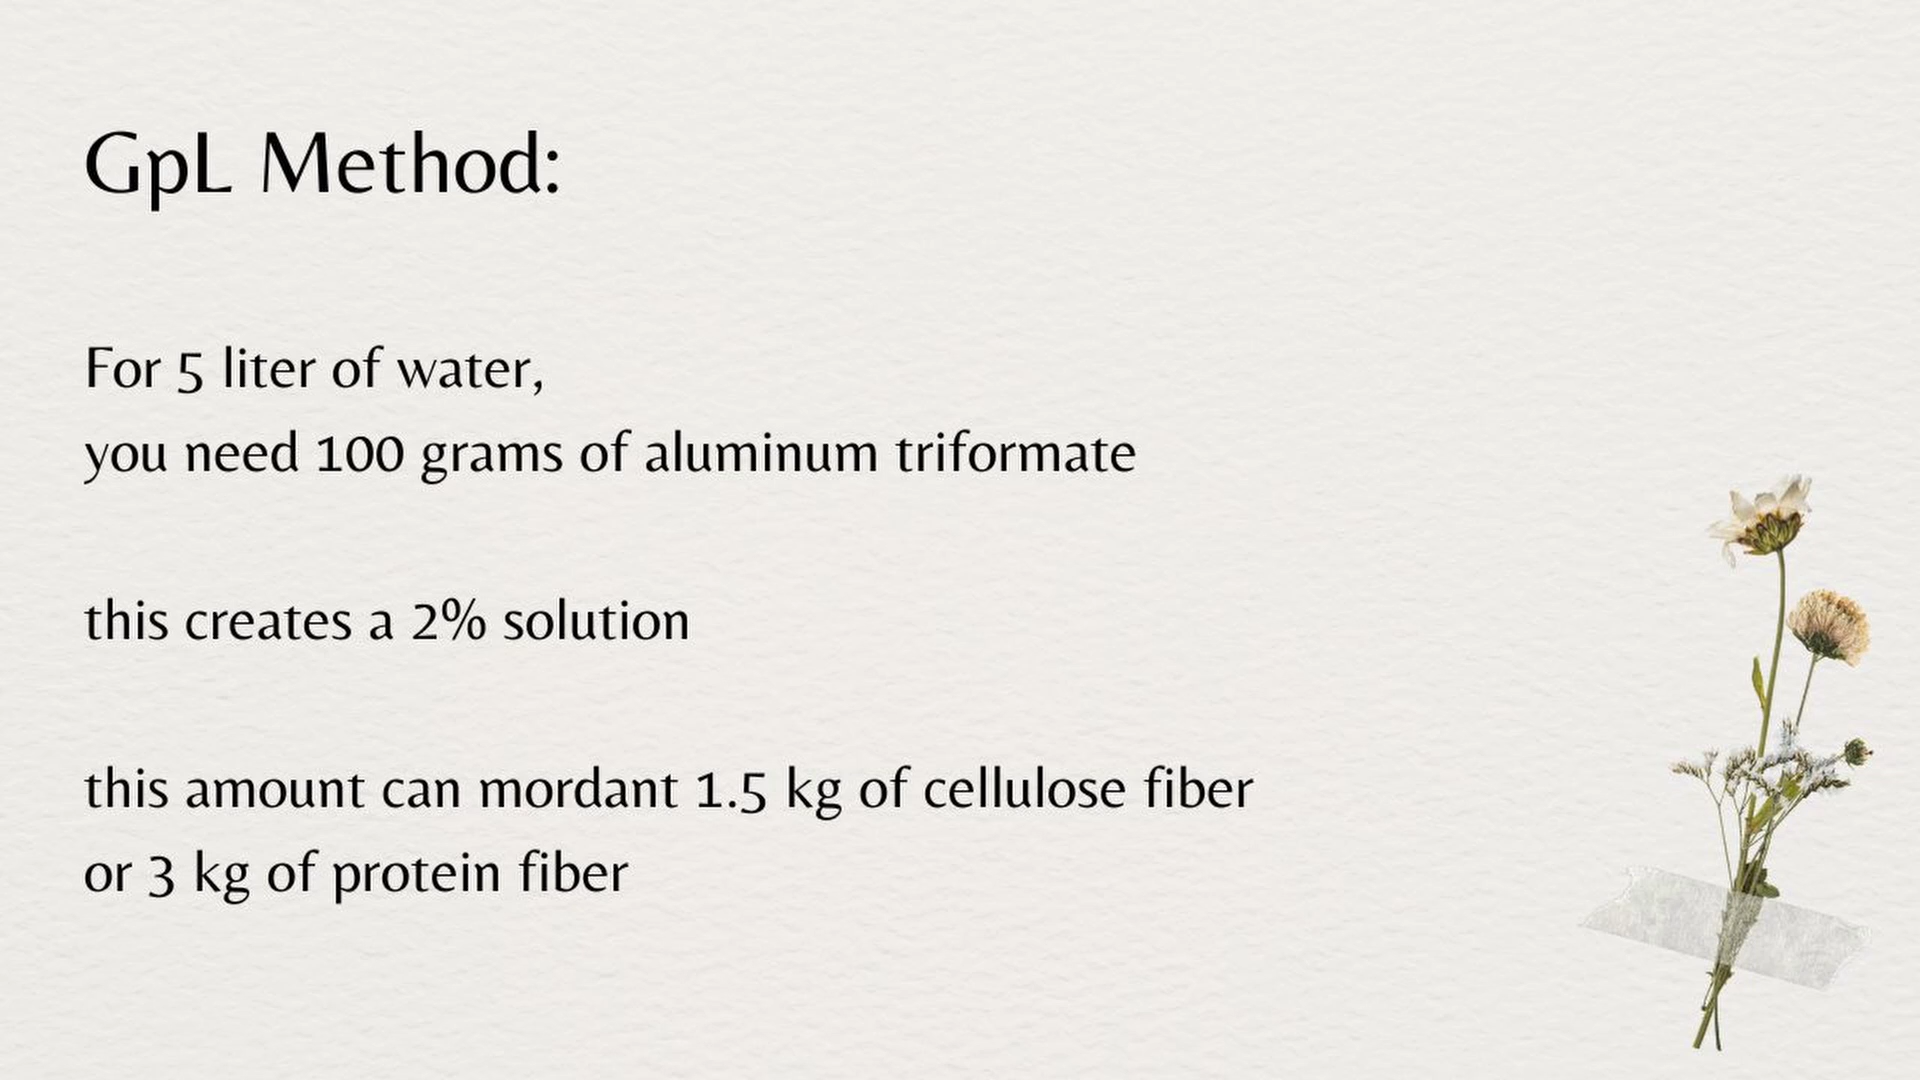 GpL Method:
For 5 liter of water,
you need 100 grams of aluminum triformate
this creates a 2% solution
this amount can mordant 1.5 kg of cellulose fiber
or 3 kg of protein fiber